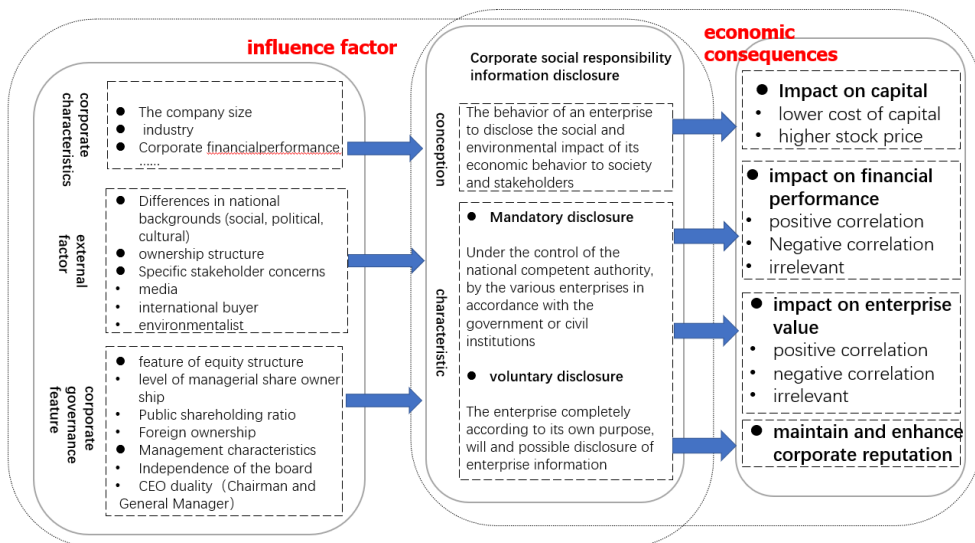 influence factor
corporate
characteristics
● The company size
● industry
● Corporate financialperformance
......
external
factor
● Differences in national
backgrounds (social, political,
cultural)
● ownership structure
● Specific stakeholder concerns
• media
• international buyer
• environmentalist
corporate
governance
feature
● feature of equity structure
• level of managerial share owner
ship
• Public shareholding ratio
• Foreign ownership
● Management characteristics
• Independence of the board
• CEO duality（Chairman and
General Manager）
Corporate social responsibility
information disclosure
conception
The behavior of an enterprise
to disclose the social and
environmental impact of its
economic behavior to society
and stakeholders
characteristic
● Mandatory disclosure
Under the control of the
national competent authority,
by the various enterprises in
accordance with the
government or civil
institutions
● voluntary disclosure
The enterprise completely
according to its own purpose,
will and possible disclosure of
enterprise information
economic
consequences
● Impact on capital
• lower cost of capital
• higher stock price
● impact on financial
performance
• positive correlation
• Negative correlation
• irrelevant
● impact on enterprise
value
• positive correlation
• negative correlation
• irrelevant
● maintain and enhance
corporate reputation